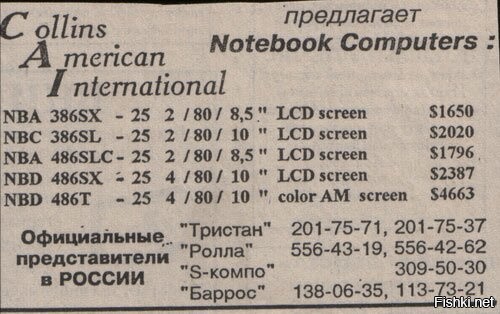 Collins предлагает
American Notebook Computers :
International
NBA 386SX - 25 2 / 80 / 8,5 " LCD screen $1650
NBC 386SL - 25 2 / 80 / 10 " LCD screen $2020
NBA 486SLC - 25 2 / 80 / 8,5 " LCD screen $1796
NBD 486SX - 25 4 / 80 / 10 " LCD screen $2387
NBD 486T - 25 4 / 80 / 10 " color AM screen $4663
Официальные представители в РОССИИ
"Тристан" 201-75-71, 201-75-37
"Ролла" 556-43-19, 556-42-62
"S-компо" 309-50-30
"Баррос" 138-06-35, 113-73-21
Fishki.net